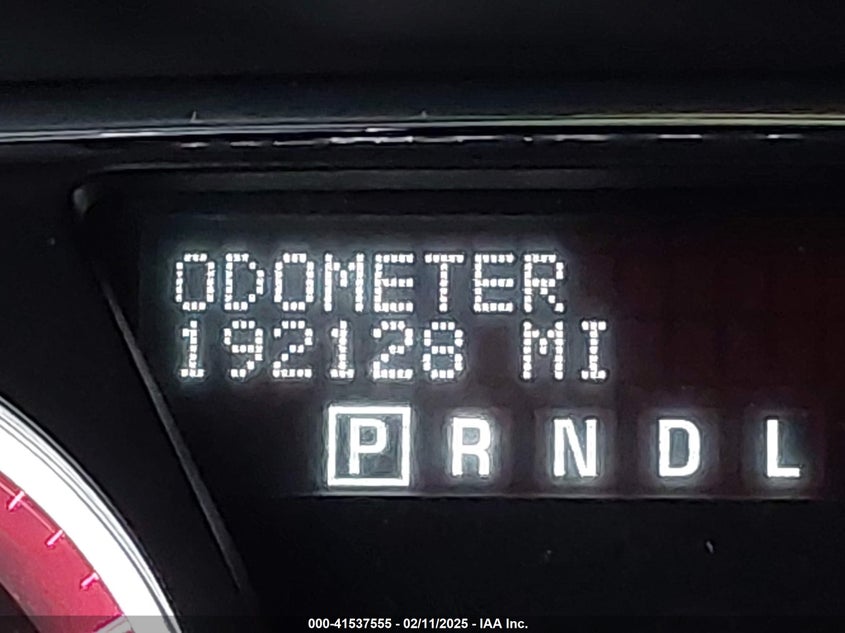 ODOMETER
192128 MI
P R N D L
000-41537555 - 02/11/2025 - IAA Inc.